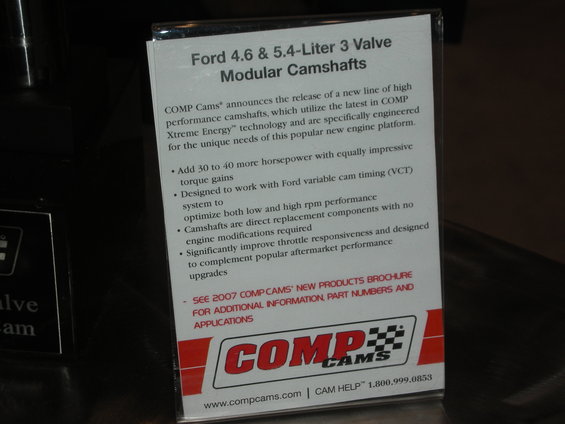 Ford 4.6 & 5.4-Liter 3 Valve
Modular Camshafts
COMP Cams® announces the release of a new line of high
performance camshafts, which utilize the latest in COMP
Xtreme Energy™ technology and are specifically engineered
for the unique needs of this popular new engine platform.
• Add 30 to 40 more horsepower with equally impressive
torque gains
• Designed to work with Ford variable cam timing (VCT)
system to
optimize both low and high rpm performance
• Camshafts are direct replacement components with no
engine modifications required
• Significantly improve throttle responsiveness and designed
to complement popular aftermarket performance
upgrades
- SEE 2007 COMP CAMS' NEW PRODUCTS BROCHURE
FOR ADDITIONAL INFORMATION, PART NUMBERS AND
APPLICATIONS
COMP
CAMS
®
www.compcams.com | CAM HELP™ 1.800.999.0853
alve
am